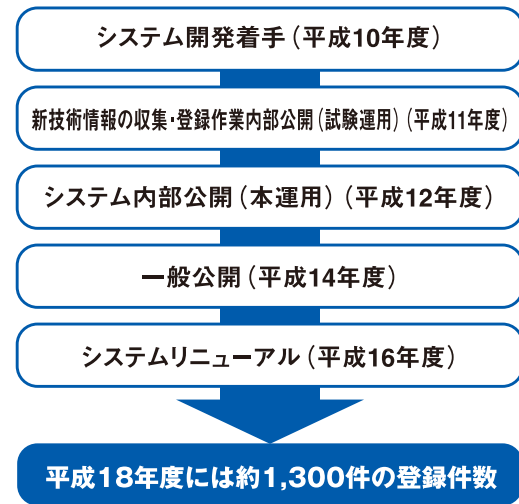 システム開発着手(平成10年度)
新技術情報の収集・登録作業内部公開(試験運用)(平成11年度)
システム内部公開(本運用)(平成12年度)
一般公開(平成14年度)
システムリニューアル(平成16年度)
平成18年度には約1,300件の登録件数